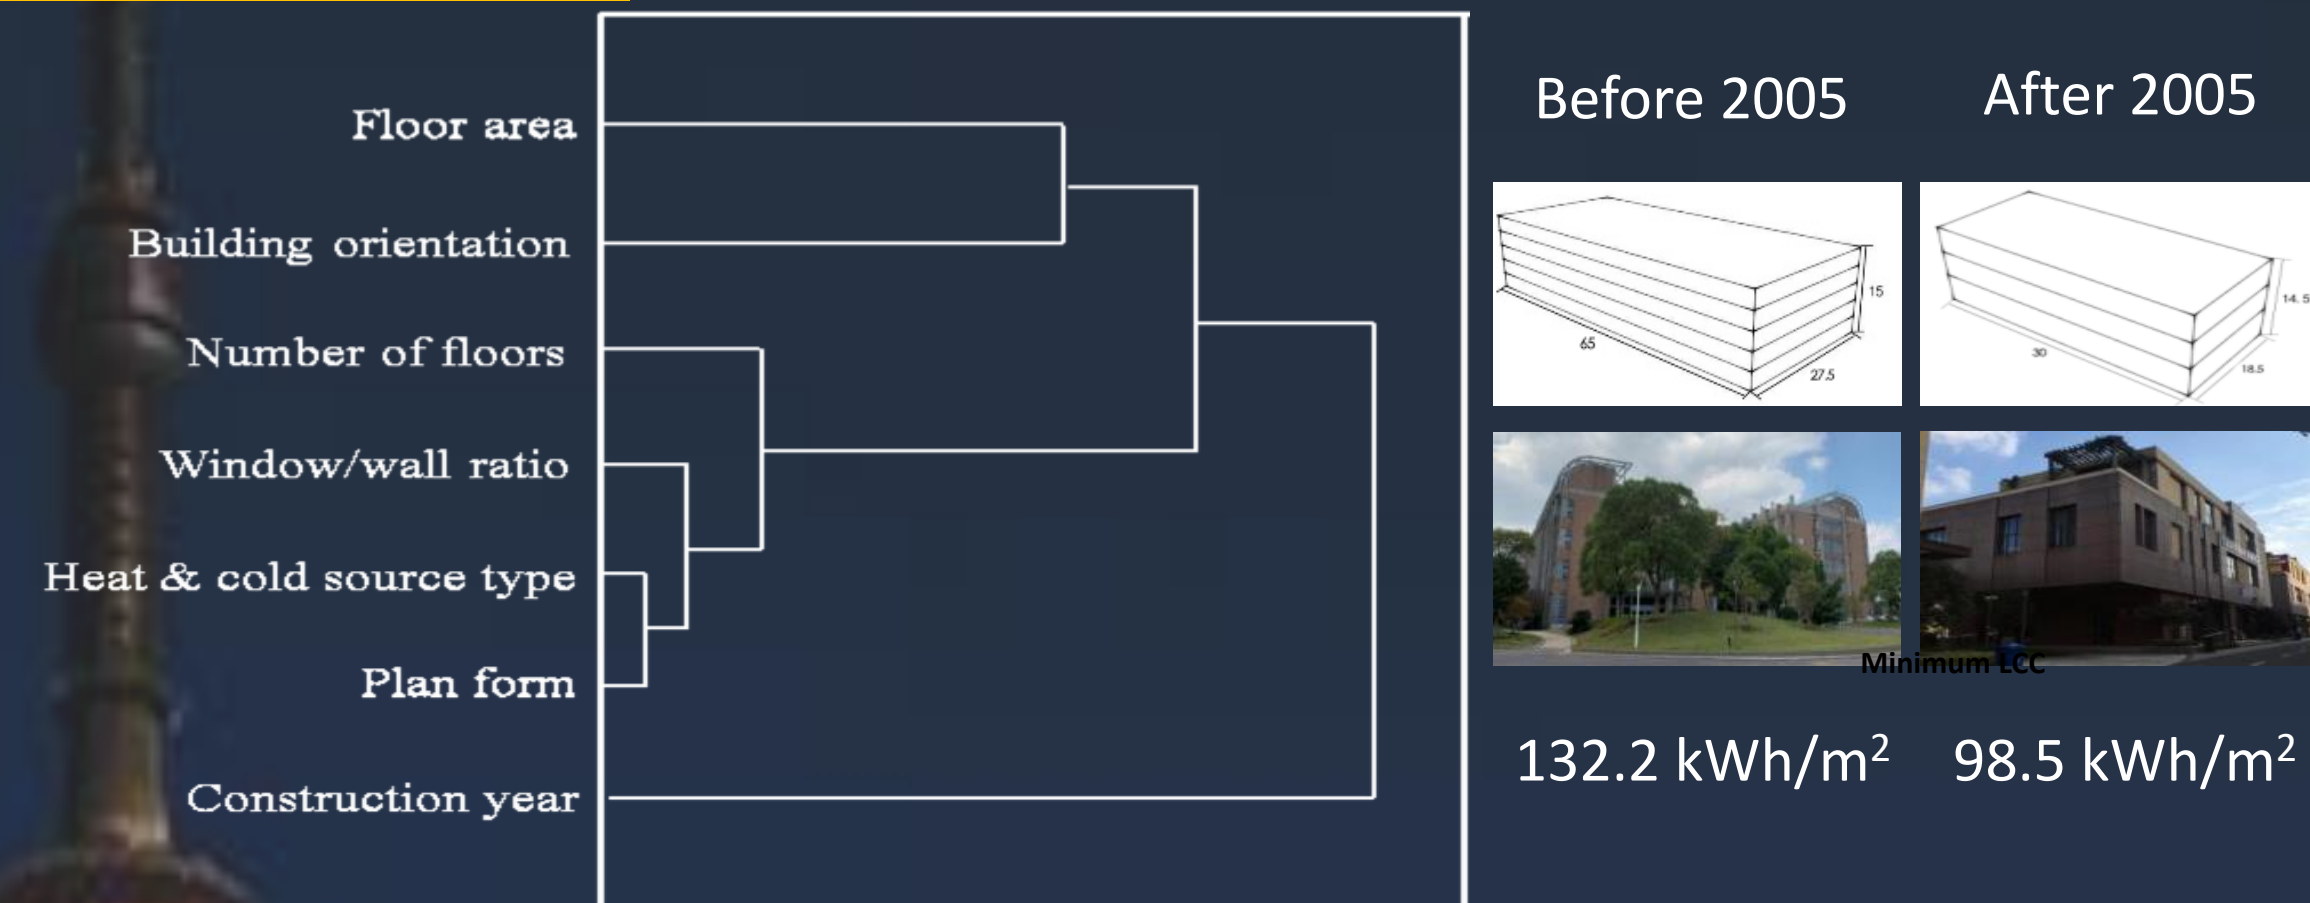 Floor area
Building orientation
Number of floors
Window/wall ratio
Heat & cold source type
Plan form
Construction year
Before 2005
After 2005
15
65
27.5
14.5
30
18.5
Minimum LCC
132.2 kWh/m²
98.5 kWh/m²